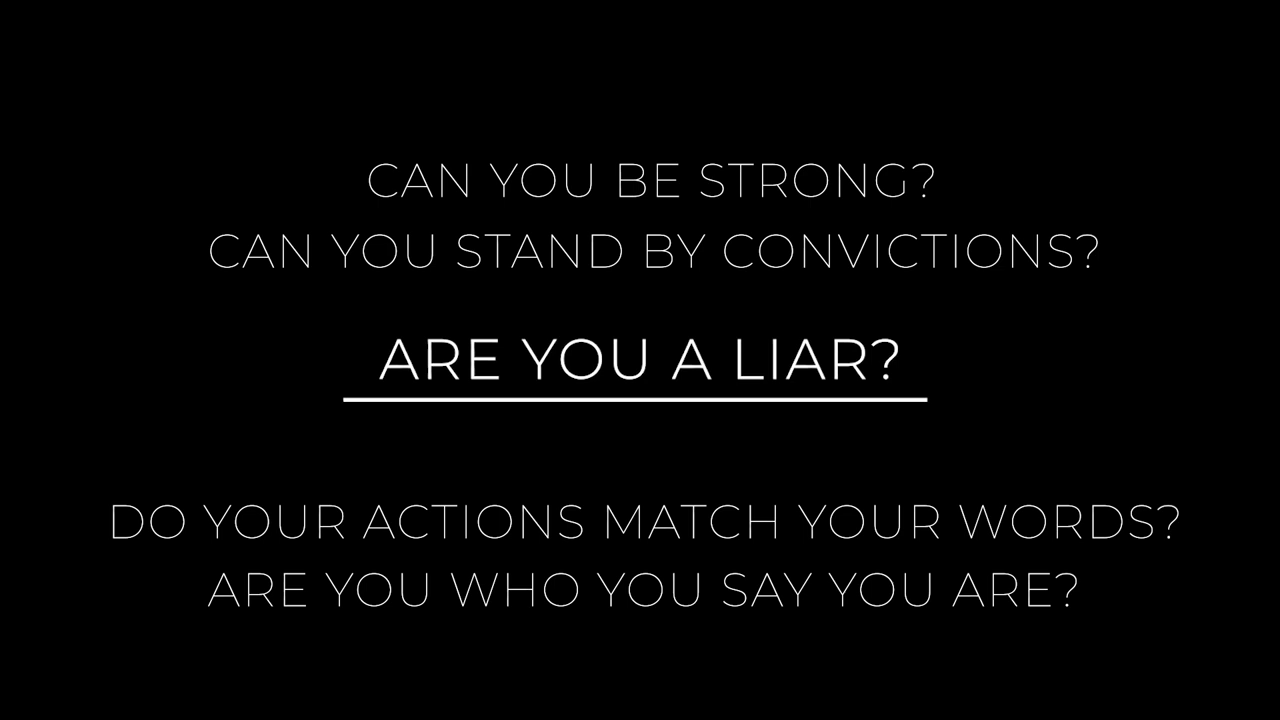 CAN YOU BE STRONG?
CAN YOU STAND BY CONVICTIONS?
ARE YOU A LIAR?
DO YOUR ACTIONS MATCH YOUR WORDS?
ARE YOU WHO YOU SAY YOU ARE?